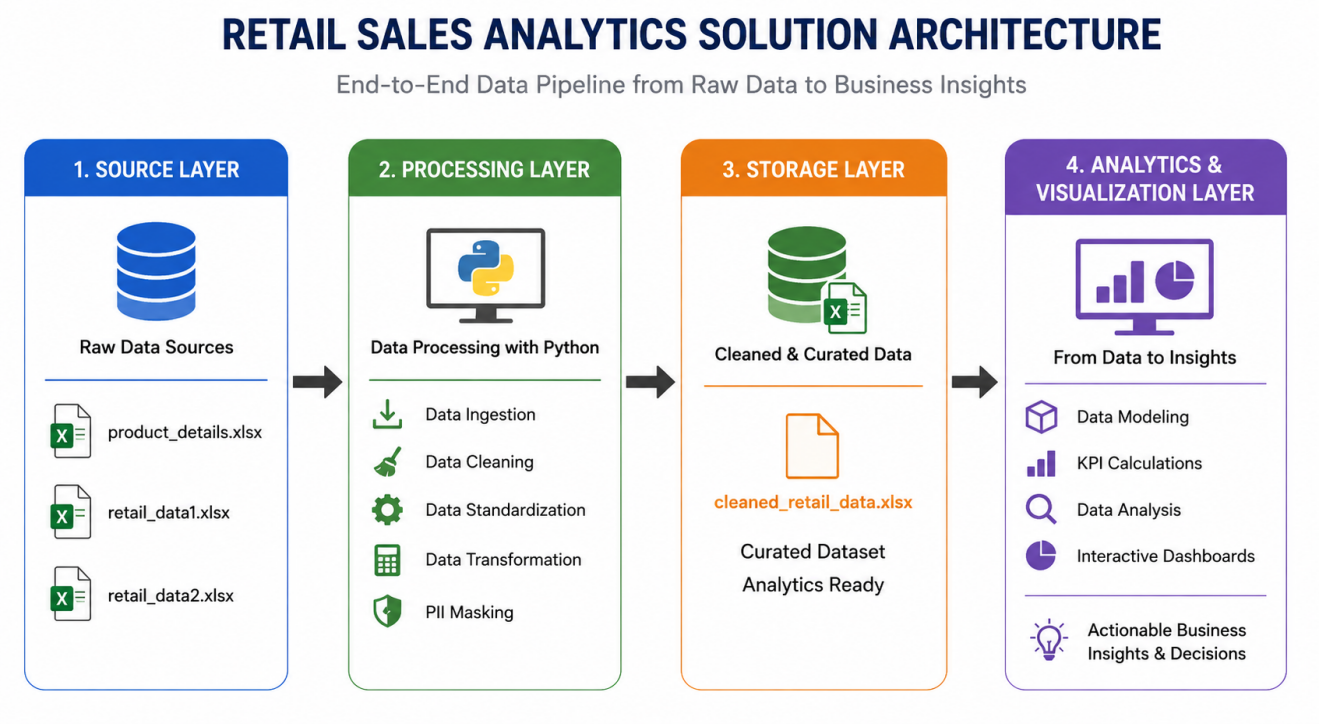 RETAIL SALES ANALYTICS SOLUTION ARCHITECTURE
End-to-End Data Pipeline from Raw Data to Business Insights
1. SOURCE LAYER
Raw Data Sources
X
product_details.xlsx
X
retail_data1.xlsx
X
retail_data2.xlsx
2. PROCESSING LAYER
Data Processing with Python
Data Ingestion
Data Cleaning
Data Standardization
Data Transformation
PII Masking
3. STORAGE LAYER
X
Cleaned & Curated Data
cleaned_retail_data.xlsx
Curated Dataset
Analytics Ready
4. ANALYTICS &
VISUALIZATION LAYER
From Data to Insights
Data Modeling
KPI Calculations
Data Analysis
Interactive Dashboards
Actionable Business
Insights & Decisions